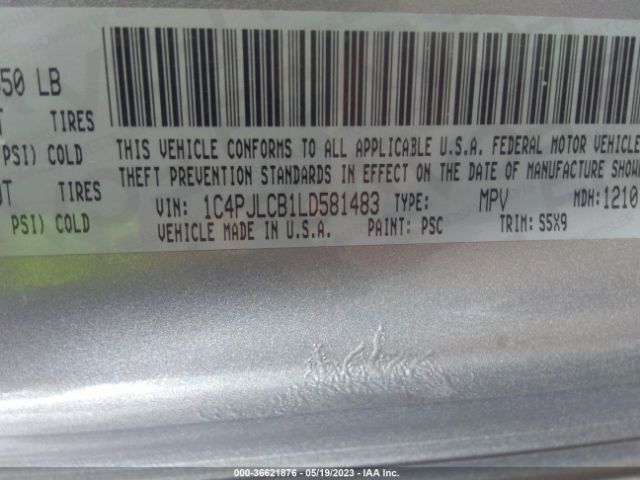 50 LB
TIRES
PSI) COLD
TIRES
PSI) COLD
THIS VEHICLE CONFORMS TO ALL APPLICABLE U.S.A. FEDERAL MOTOR VEHICLE
THEFT PREVENTION STANDARDS IN EFFECT ON THE DATE OF MANUFACTURE SHOW
VIN: 1C4PJLCB1LD581483 TYPE: MPV MDH:1210
VEHICLE MADE IN U.S.A. PAINT: PSC TRIM: S5X9
000-36621876 - 05/19/2023 - IAA Inc.